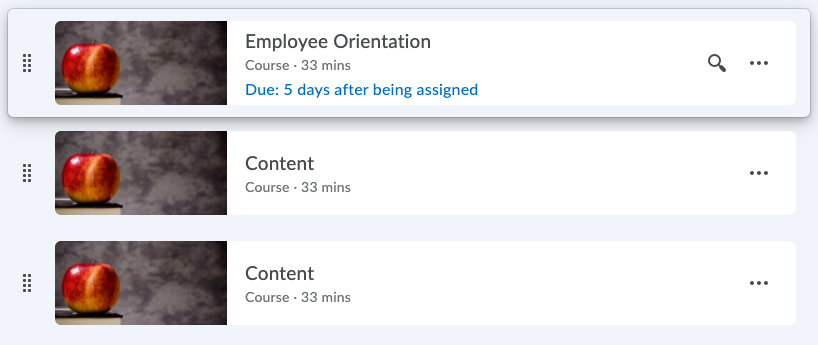 Employee Orientation
Course · 33 mins
Due: 5 days after being assigned
Content
Course · 33 mins
Content
Course · 33 mins